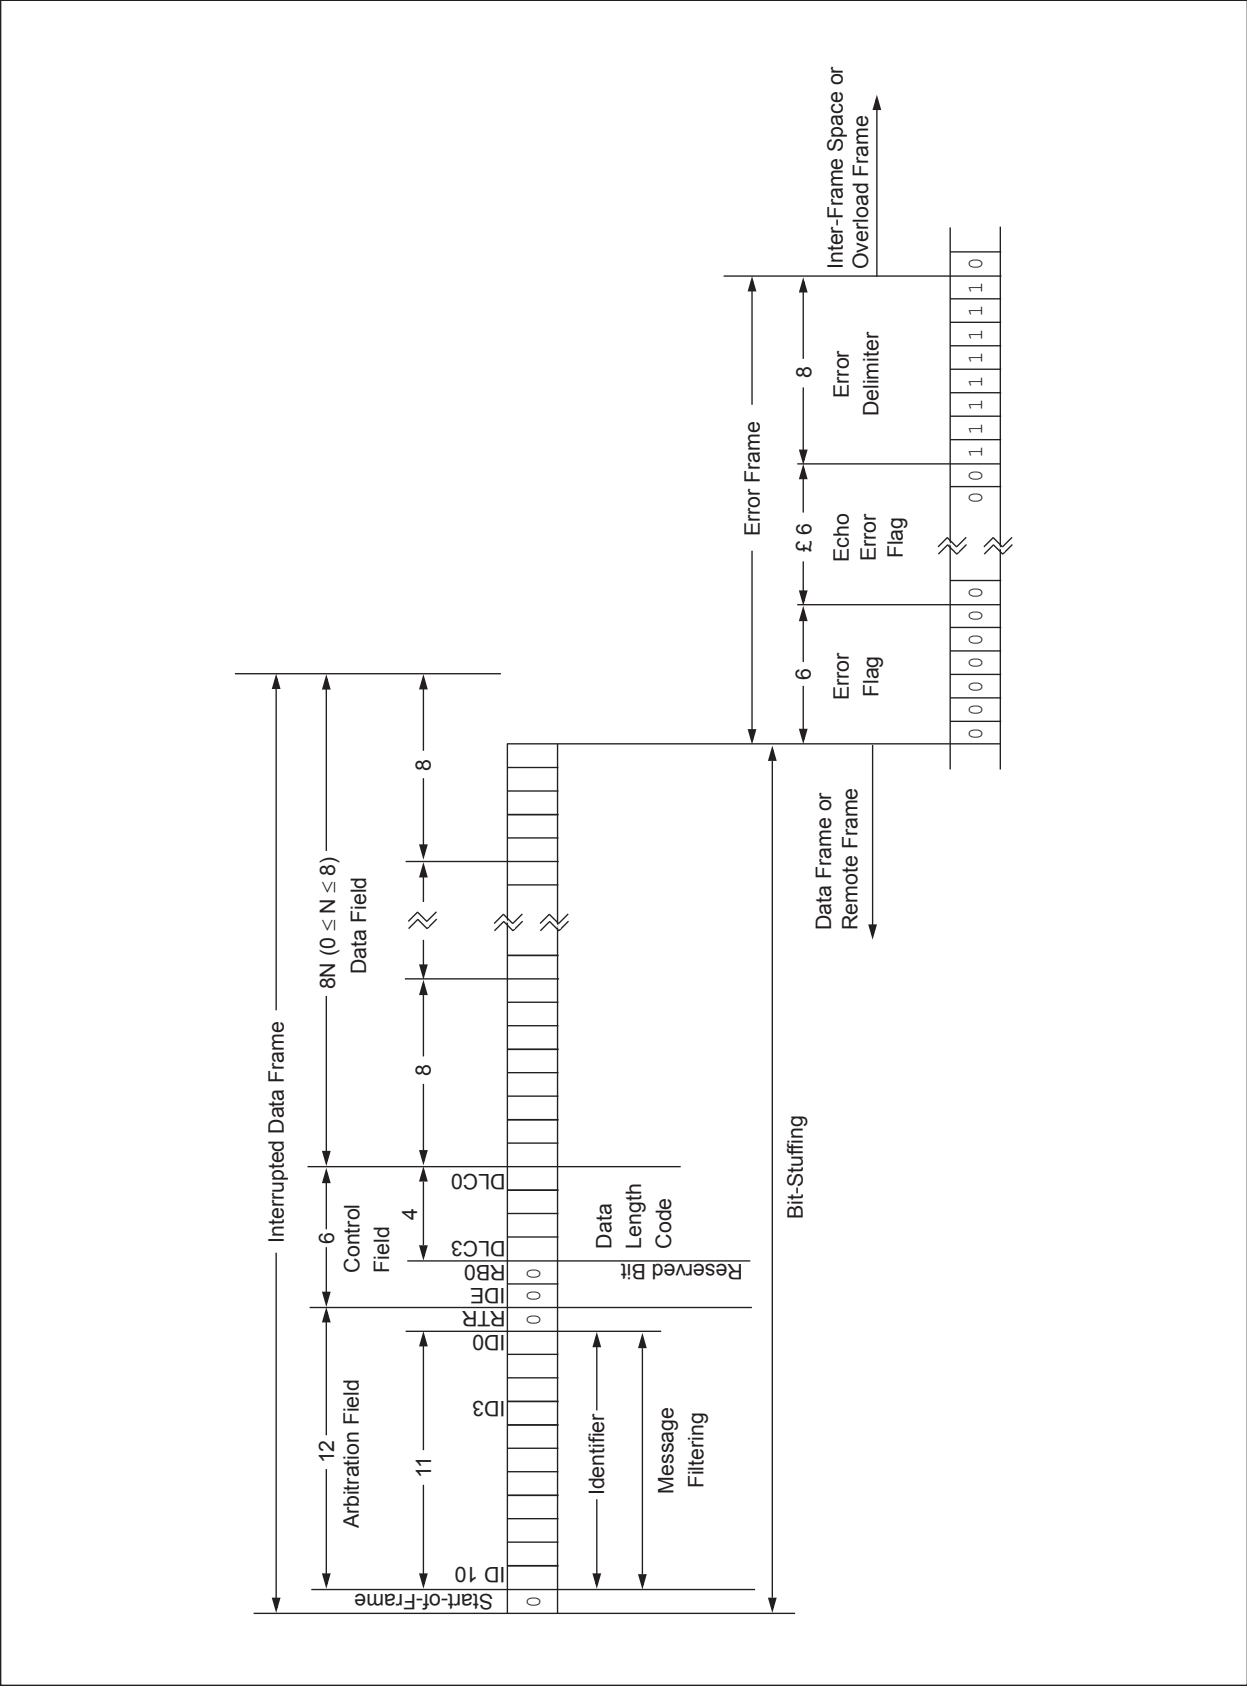 Interrupted Data Frame
12
Arbitration Field
6
Control
Field
8N (0 ≤ N ≤ 8)
Data Field
11
4
8
8
Start-of-Frame
ID 10
ID3
ID0
RTR
IDE
RB0
DLC3
DLC0
0
0
0
0
Identifier
Message
Filtering
Reserved Bit
Data
Length
Code
Bit-Stuffing
Data Frame or
Remote Frame
Error Frame
6
Error
Flag
£ 6
Echo
Error
Flag
8
Error
Delimiter
Inter-Frame Space or
Overload Frame
0 0 0 0 0 0 0 0 0 1 1 1 1 1 1 1 1 0